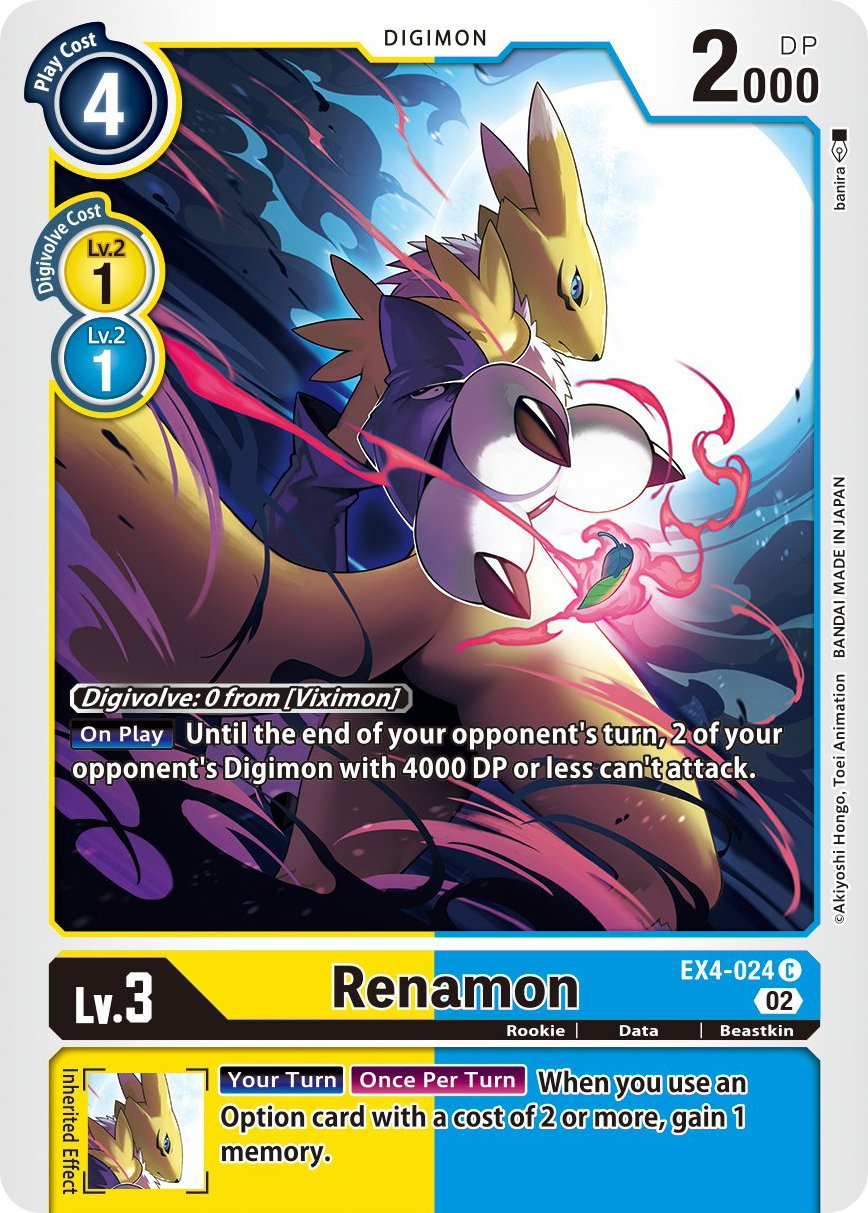 DIGIMON
Play Cost
4
DP
2000
banira
Digivolve Cost
Lv.2
1
Lv.2
1
BANDAI MADE IN JAPAN
©Akiyoshi Hongo, Toei Animation
Digivolve: 0 from [Viximon]
On Play Until the end of your opponent's turn, 2 of your
opponent's Digimon with 4000 DP or less can't attack.
Lv.3
Renamon
EX4-024 C
02
Rookie | Data | Beastkin
Inherited Effect
Your Turn Once Per Turn When you use an
Option card with a cost of 2 or more, gain 1
memory.